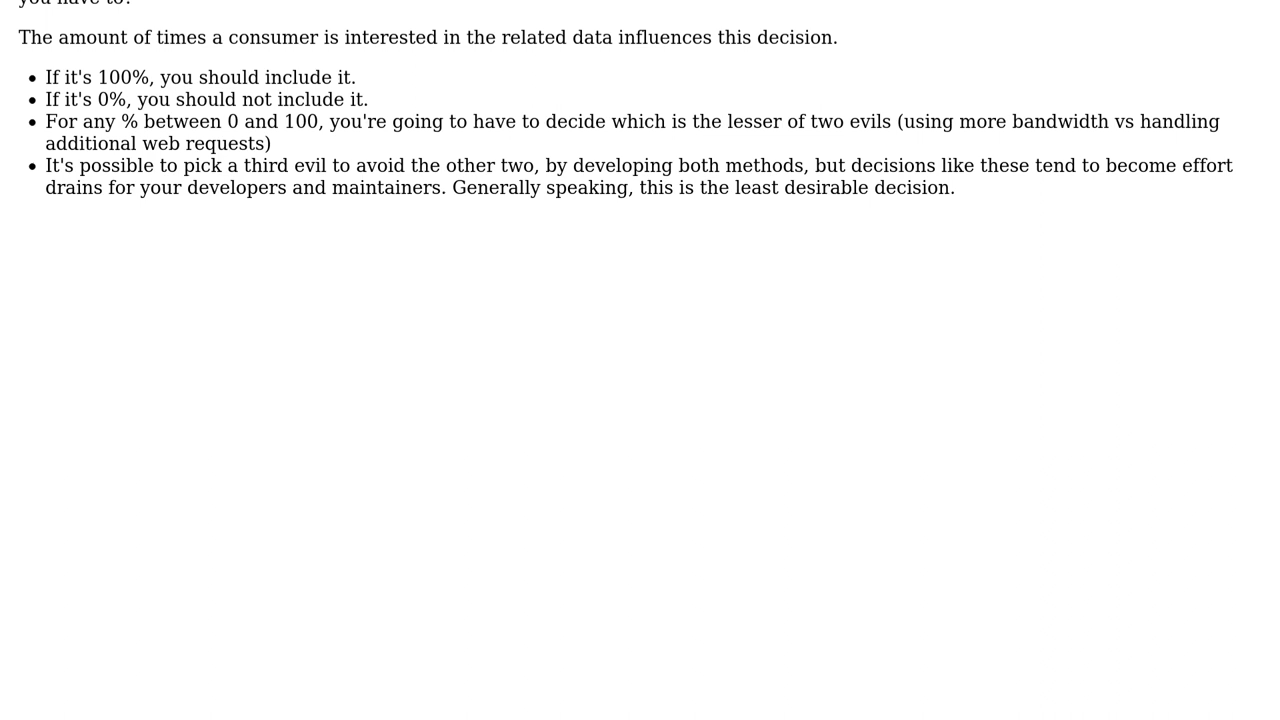 you have to?
The amount of times a consumer is interested in the related data influences this decision.
• If it's 100%, you should include it.
• If it's 0%, you should not include it.
• For any % between 0 and 100, you're going to have to decide which is the lesser of two evils (using more bandwidth vs handling
additional web requests)
• It's possible to pick a third evil to avoid the other two, by developing both methods, but decisions like these tend to become effort
drains for your developers and maintainers. Generally speaking, this is the least desirable decision.